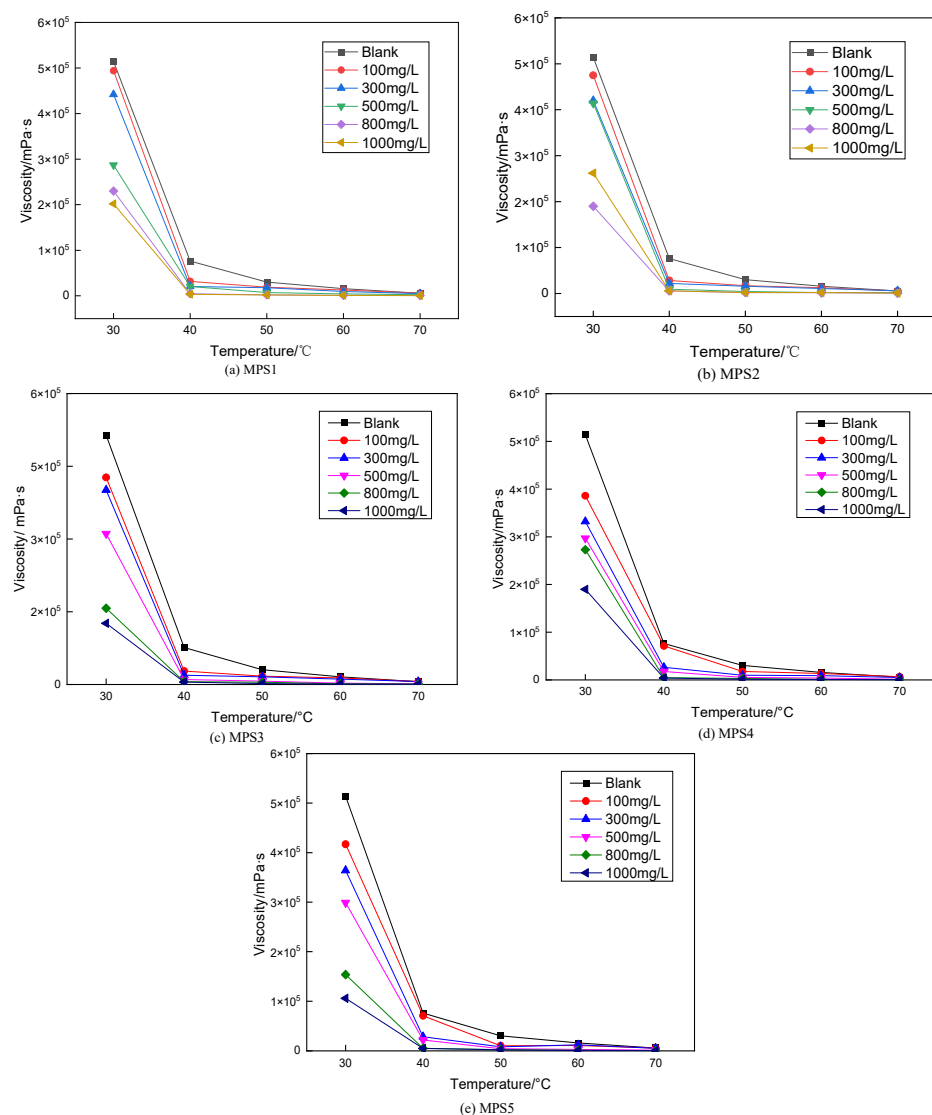 6×10⁵
5×10⁵
4×10⁵
3×10⁵
2×10⁵
1×10⁵
0
Viscosity/mPa·s
Blank
100mg/L
300mg/L
500mg/L
800mg/L
1000mg/L
30 40 50 60 70
Temperature/℃
(a) MPS1
6×10⁵
5×10⁵
4×10⁵
3×10⁵
2×10⁵
1×10⁵
0
Viscosity/mPa·s
Blank
100mg/L
300mg/L
500mg/L
800mg/L
1000mg/L
30 40 50 60 70
Temperature/℃
(b) MPS2
6×10⁵
5×10⁵
3×10⁵
2×10⁵
0
Viscosity/ mPa·s
Blank
100mg/L
300mg/L
500mg/L
800mg/L
1000mg/L
30 40 50 60 70
Temperature/°C
(c) MPS3
6×10⁵
5×10⁵
4×10⁵
3×10⁵
2×10⁵
1×10⁵
0
Viscosity/mPa·s
Blank
100mg/L
300mg/L
500mg/L
800mg/L
1000mg/L
30 40 50 60 70
Temperature/°C
(d) MPS4
6×10⁵
5×10⁵
4×10⁵
3×10⁵
2×10⁵
1×10⁵
0
Viscosity/mPa·s
Blank
100mg/L
300mg/L
500mg/L
800mg/L
1000mg/L
30 40 50 60 70
Temperature/°C
(e) MPS5